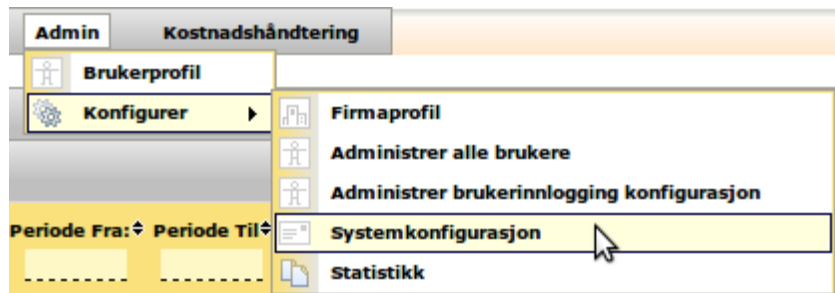 Admin Kostnadshåndtering
Brukerprofil
Konfigurer
Firmaprofil
Administrer alle brukere
Administrer brukerinnlogging konfigurasjon
Systemkonfigurasjon
Statistikk
Periode Fra: Periode Til